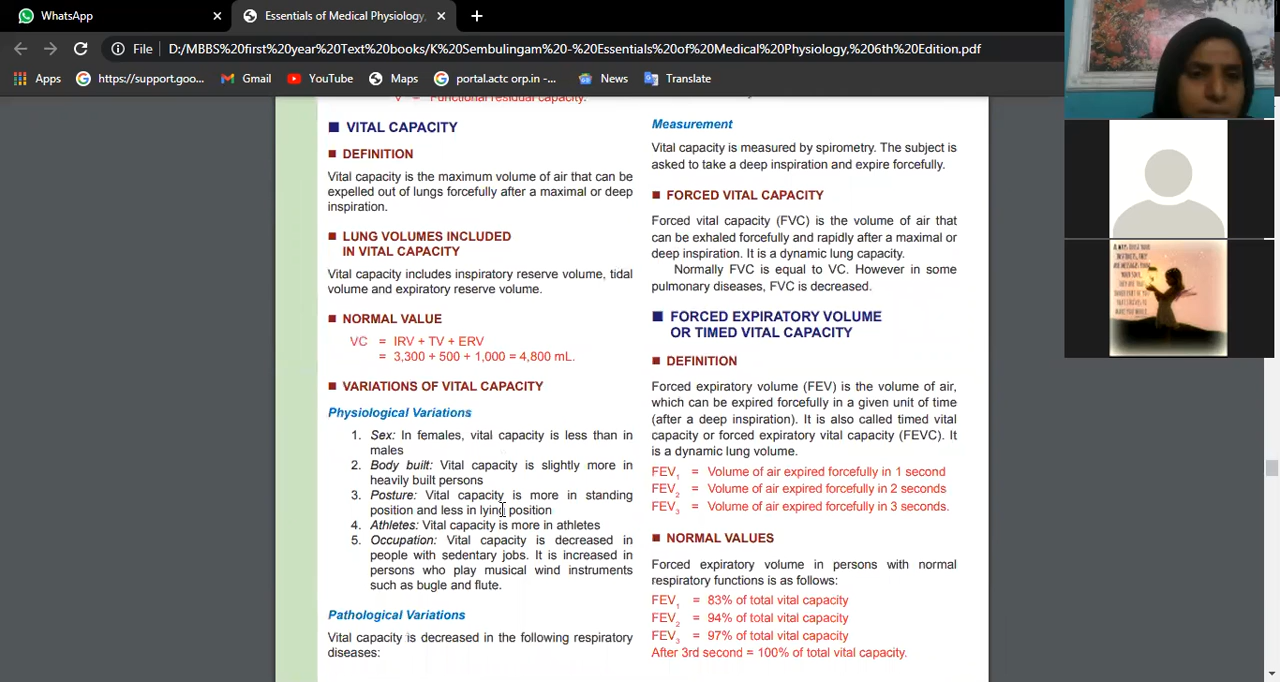 WhatsApp
Essentials of Medical Physiology,
File
D:/MBBS%20first%20year%20Text%20books/K%20Sembulingam%20-%20Essentials%20of%20Medical%20Physiology,%206th%20Edition.pdf
Apps
https://support.goo...
Gmail
YouTube
Maps
portal.actc orp.in -...
News
Translate
V = Functional residual capacity.
VITAL CAPACITY
DEFINITION
Vital capacity is the maximum volume of air that can be
expelled out of lungs forcefully after a maximal or deep
inspiration.
LUNG VOLUMES INCLUDED
IN VITAL CAPACITY
Vital capacity includes inspiratory reserve volume, tidal
volume and expiratory reserve volume.
NORMAL VALUE
VC = IRV + TV + ERV
= 3,300 + 500 + 1,000 = 4,800 mL.
VARIATIONS OF VITAL CAPACITY
Physiological Variations
1. Sex: In females, vital capacity is less than in
males
2. Body built: Vital capacity is slightly more in
heavily built persons
3. Posture: Vital capacity is more in standing
position and less in lying position
4. Athletes: Vital capacity is more in athletes
5. Occupation: Vital capacity is decreased in
people with sedentary jobs. It is increased in
persons who play musical wind instruments
such as bugle and flute.
Pathological Variations
Vital capacity is decreased in the following respiratory
diseases:
Measurement
Vital capacity is measured by spirometry. The subject is
asked to take a deep inspiration and expire forcefully.
FORCED VITAL CAPACITY
Forced vital capacity (FVC) is the volume of air that
can be exhaled forcefully and rapidly after a maximal or
deep inspiration. It is a dynamic lung capacity.
Normally FVC is equal to VC. However in some
pulmonary diseases, FVC is decreased.
FORCED EXPIRATORY VOLUME
OR TIMED VITAL CAPACITY
DEFINITION
Forced expiratory volume (FEV) is the volume of air,
which can be expired forcefully in a given unit of time
(after a deep inspiration). It is also called timed vital
capacity or forced expiratory vital capacity (FEVC). It
is a dynamic lung volume.
FEV1 = Volume of air expired forcefully in 1 second
FEV2 = Volume of air expired forcefully in 2 seconds
FEV3 = Volume of air expired forcefully in 3 seconds.
NORMAL VALUES
Forced expiratory volume in persons with normal
respiratory functions is as follows:
FEV1 = 83% of total vital capacity
FEV2 = 94% of total vital capacity
FEV3 = 97% of total vital capacity
After 3rd second = 100% of total vital capacity.